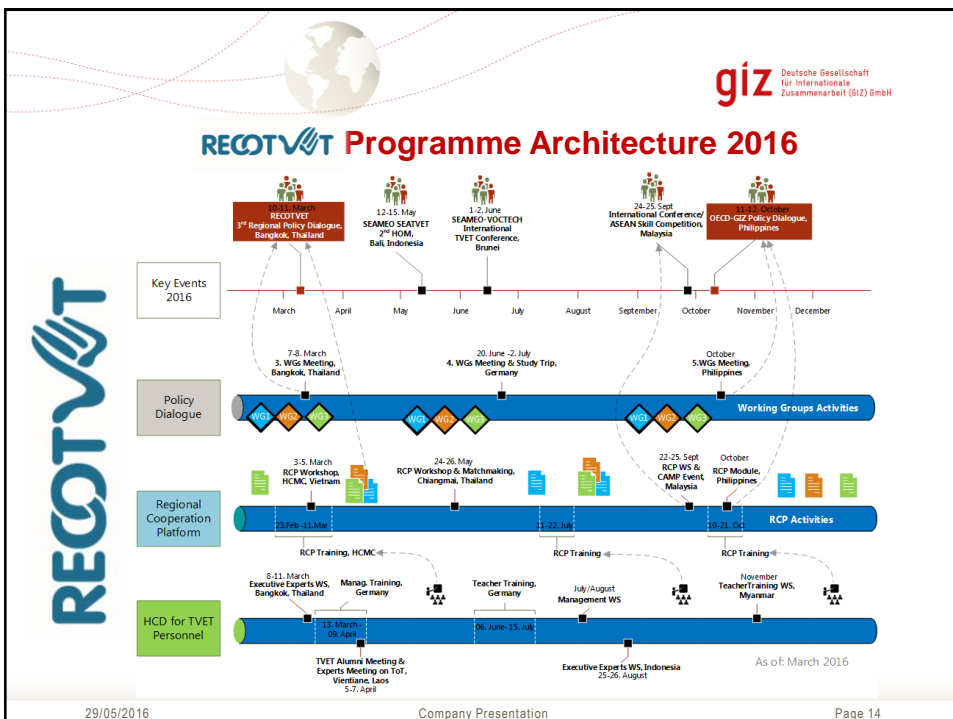 giz Deutsche Gesellschaft
für Internationale
Zusammenarbeit (GIZ) GmbH
RECOTVET Programme Architecture 2016
10-11. March
RECOTVET
3rd Regional Policy Dialogue,
Bangkok, Thailand
12-15. May
SEAMEO SEATVET
2nd HOM,
Bali, Indonesia
1-2. June
SEAMEO-VOCTECH
International
TVET Conference,
Brunei
24-25. Sept
International Conference/
ASEAN Skill Competition,
Malaysia
11-12. October
OECD-GIZ Policy Dialogue,
Philippines
RECOTVET
Key Events
2016
March April May June July August September October November December
7-8. March
3. WGs Meeting,
Bangkok, Thailand
20. June -2. July
4. WGs Meeting & Study Trip,
Germany
October
5.WGs Meeting,
Philippines
Policy
Dialogue
WG1 WG2 WG3
WG1 WG2 WG3
WG1 WG2 WG3
Working Groups Activities
3-5. March
RCP Workshop,
HCMC, Vietnam
24-26. May
RCP Workshop & Matchmaking,
Chiangmai, Thailand
22-25. Sept
RCP WS &
CAMP Event,
Malaysia
October
RCP Module,
Philippines
Regional
Cooperation
Platform
23.Feb -11.Mar
11-22. July
10-21. Oct
RCP Activities
RCP Training, HCMC
RCP Training
RCP Training
8-11. March
Executive Experts WS,
Bangkok, Thailand
Manag. Training,
Germany
Teacher Training,
Germany
July/August
Management WS
November
TeacherTraining WS,
Myanmar
HCD for TVET
Personnel
13. March -
09. April
06. June- 15. July
TVET Alumni Meeting &
Experts Meeting on ToT,
Vientiane, Laos
5-7. April
Executive Experts WS, Indonesia
25-26. August
As of: March 2016
29/05/2016
Company Presentation
Page 14